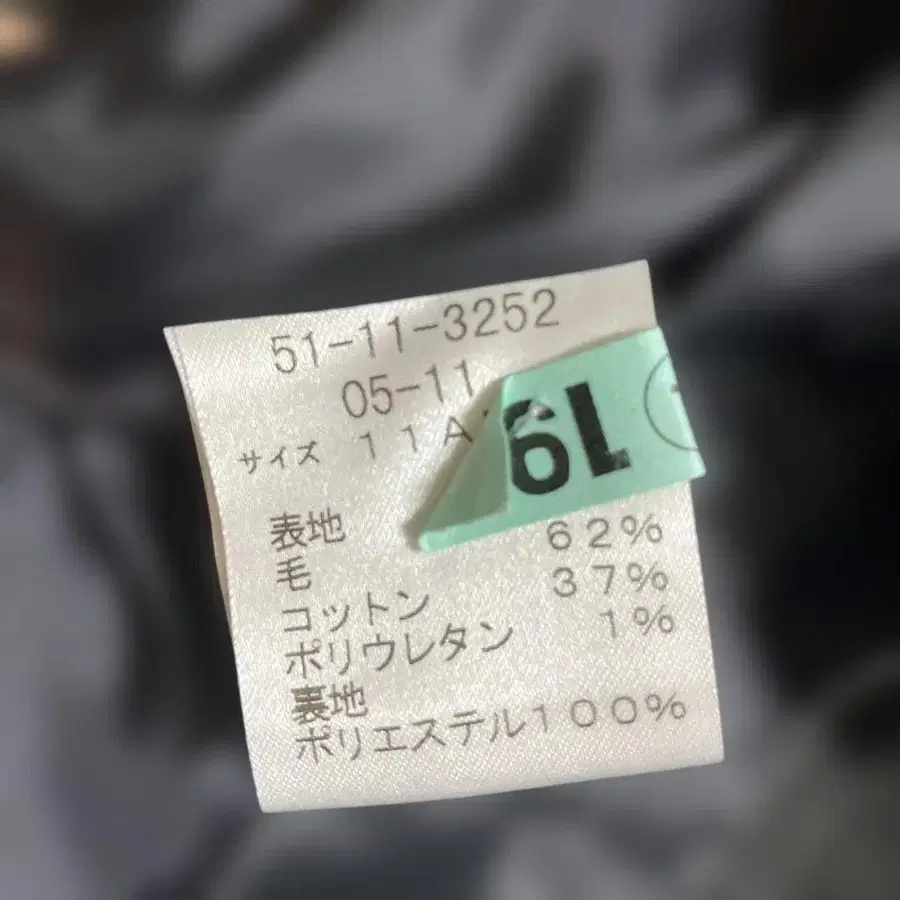 51-11-3252
05-11
サイズ 11A
19
表地
毛 62%
コットン 37%
ポリウレタン 1%
裏地
ポリエステル100%